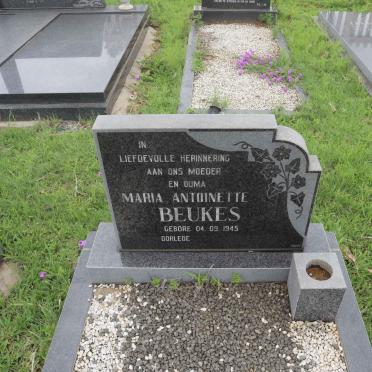 IN
LIEFDEVOLLE HERINNERING
AAN ONS MOEDER
EN OUMA
MARIA ANTOINETTE
BEUKES
GEBORE 04. 09. 1945
OORLEDE